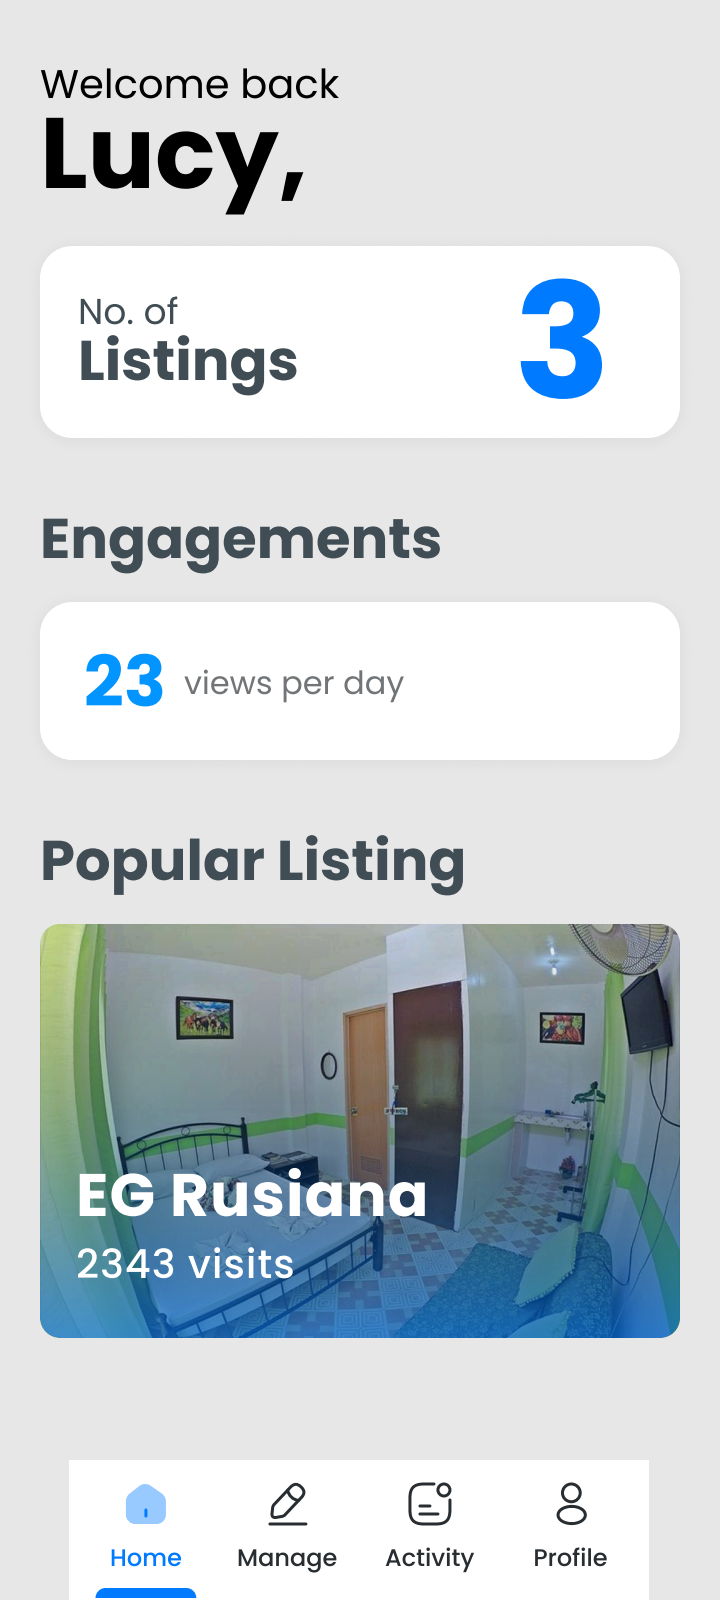 Welcome back
Lucy,
No. of
Listings
3
Engagements
23 views per day
Popular Listing
EG Rusiana
2343 visits
Home
Manage
Activity
Profile